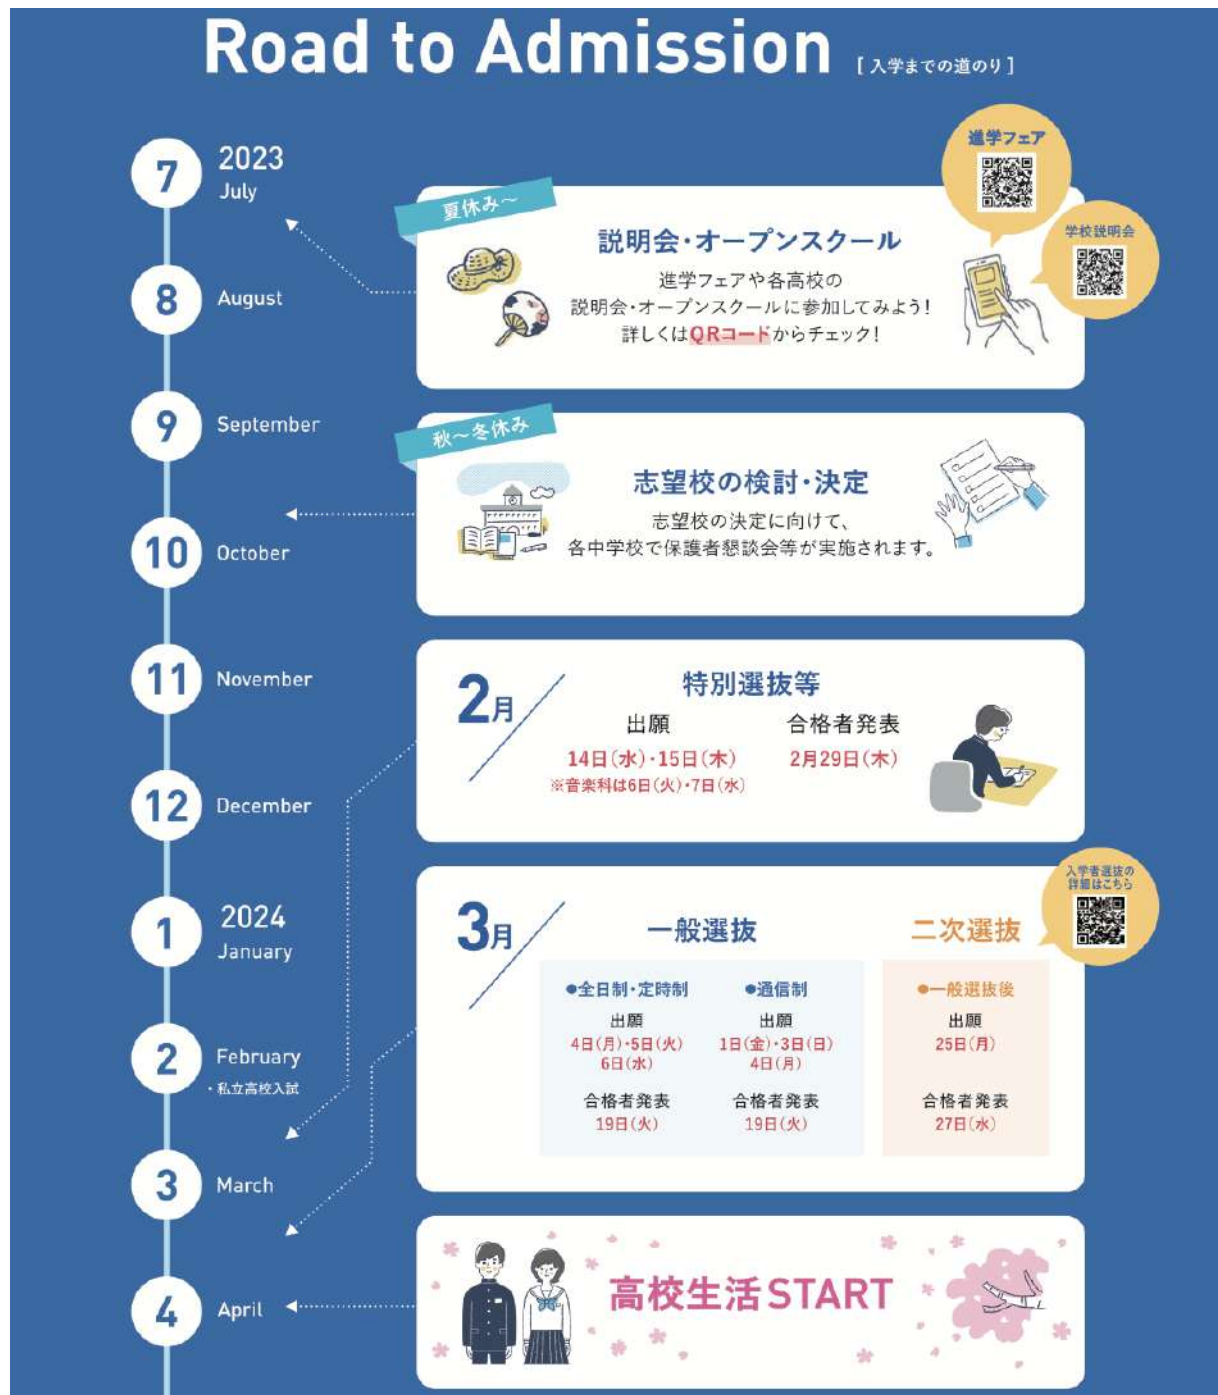 Road to Admission [入学までの道のり]
7 2023
July
8 August
9 September
10 October
11 November
12 December
1 2024
January
2 February
・私立高校入試
3 March
4 April
進学フェア
学校説明会
夏休み～
説明会・オープンスクール
進学フェアや各高校の
説明会・オープンスクールに参加してみよう！
詳しくはQRコードからチェック！
秋～冬休み
志望校の検討・決定
志望校の決定に向けて、
各中学校で保護者懇談会等が実施されます。
2月
特別選抜等
出願
14日（水）・15日（木）
※音楽科は6日（火）・7日（水）
合格者発表
2月29日（木）
入学者選抜の
詳細はこちら
3月
一般選抜
●全日制・定時制
出願
4日（月）・5日（火）
6日（水）
合格者発表
19日（火）
●通信制
出願
1日（金）・3日（日）
4日（月）
合格者発表
19日（火）
二次選抜
●一般選抜後
出願
25日（月）
合格者発表
27日（水）
高校生活START